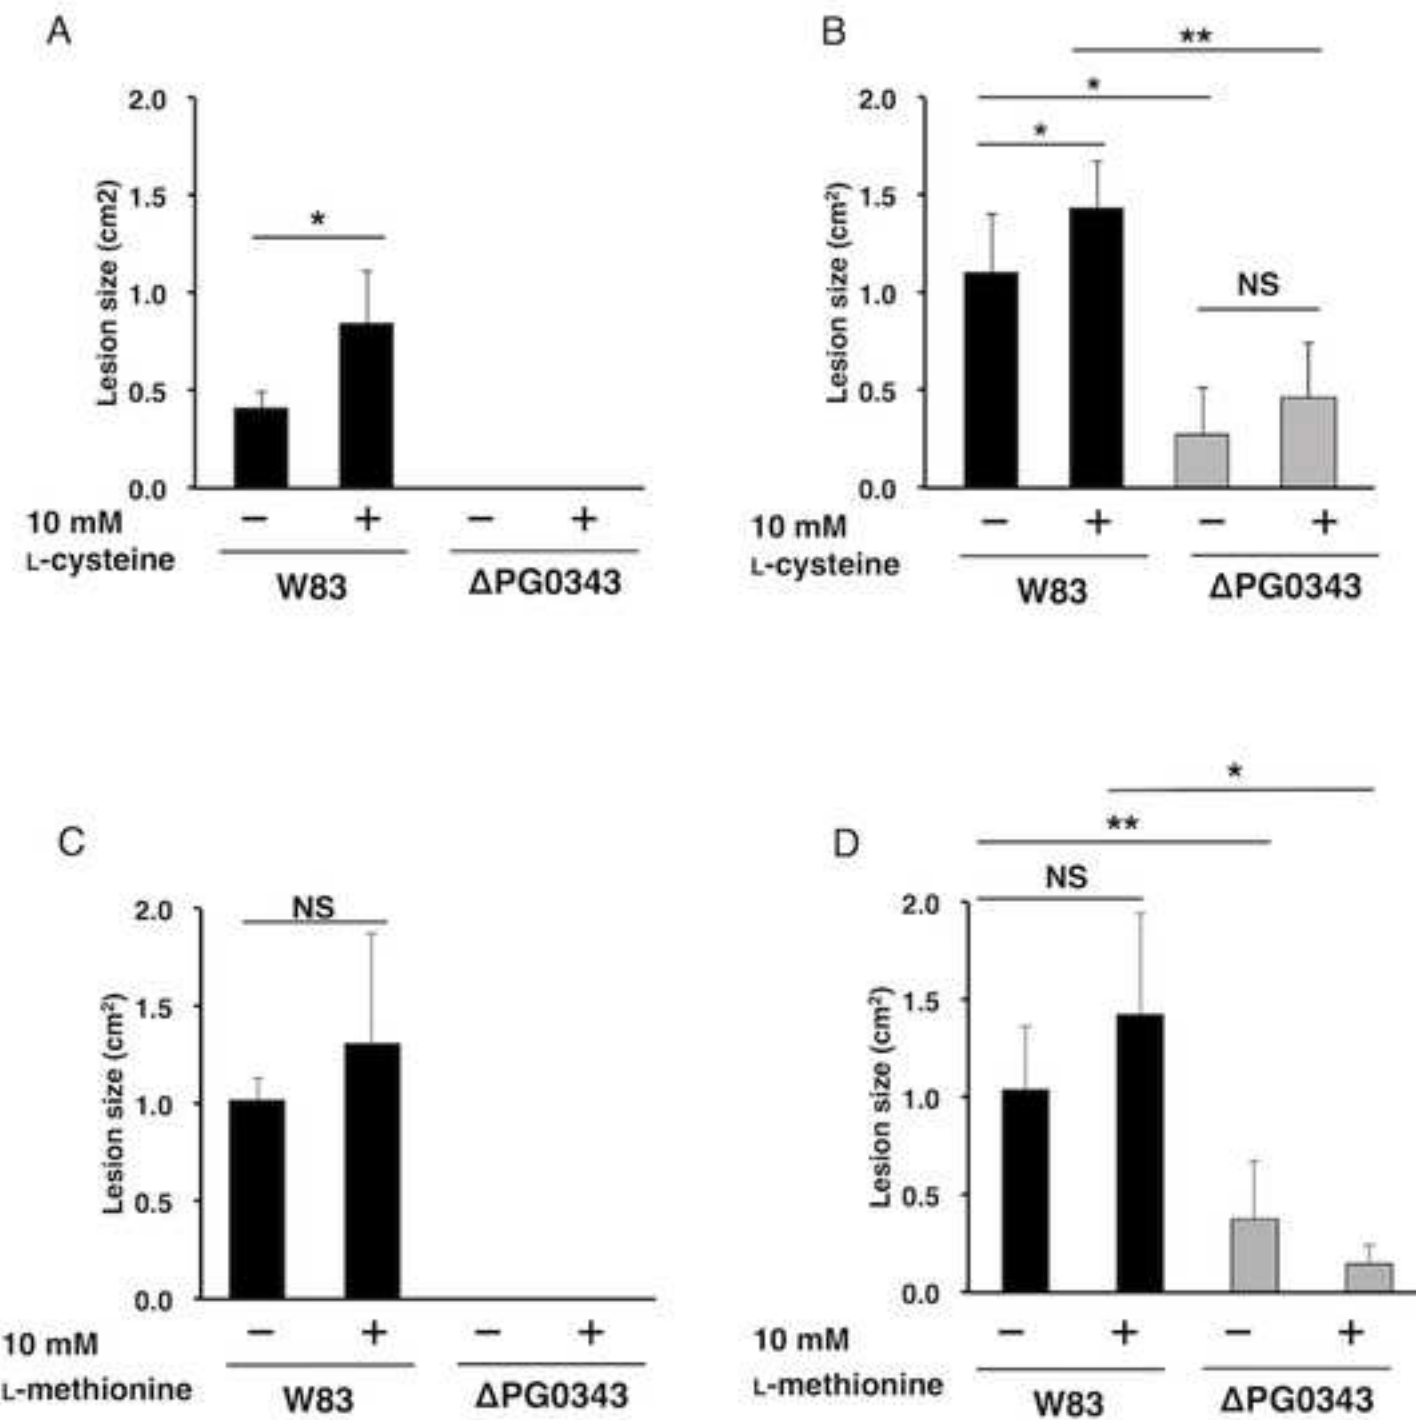 A
2.0
1.5
1.0
0.5
0.0
Lesion size (cm2)
*
10 mM
L-cysteine
− + − +
W83 ΔPG0343
B
2.0
1.5
1.0
0.5
0.0
Lesion size (cm²)
**
*
*
NS
10 mM
L-cysteine
− + − +
W83 ΔPG0343
C
2.0
1.5
1.0
0.5
0.0
Lesion size (cm²)
NS
10 mM
L-methionine
− + − +
W83 ΔPG0343
D
2.0
1.5
1.0
0.5
0.0
Lesion size (cm²)
*
**
NS
10 mM
L-methionine
− + − +
W83 ΔPG0343